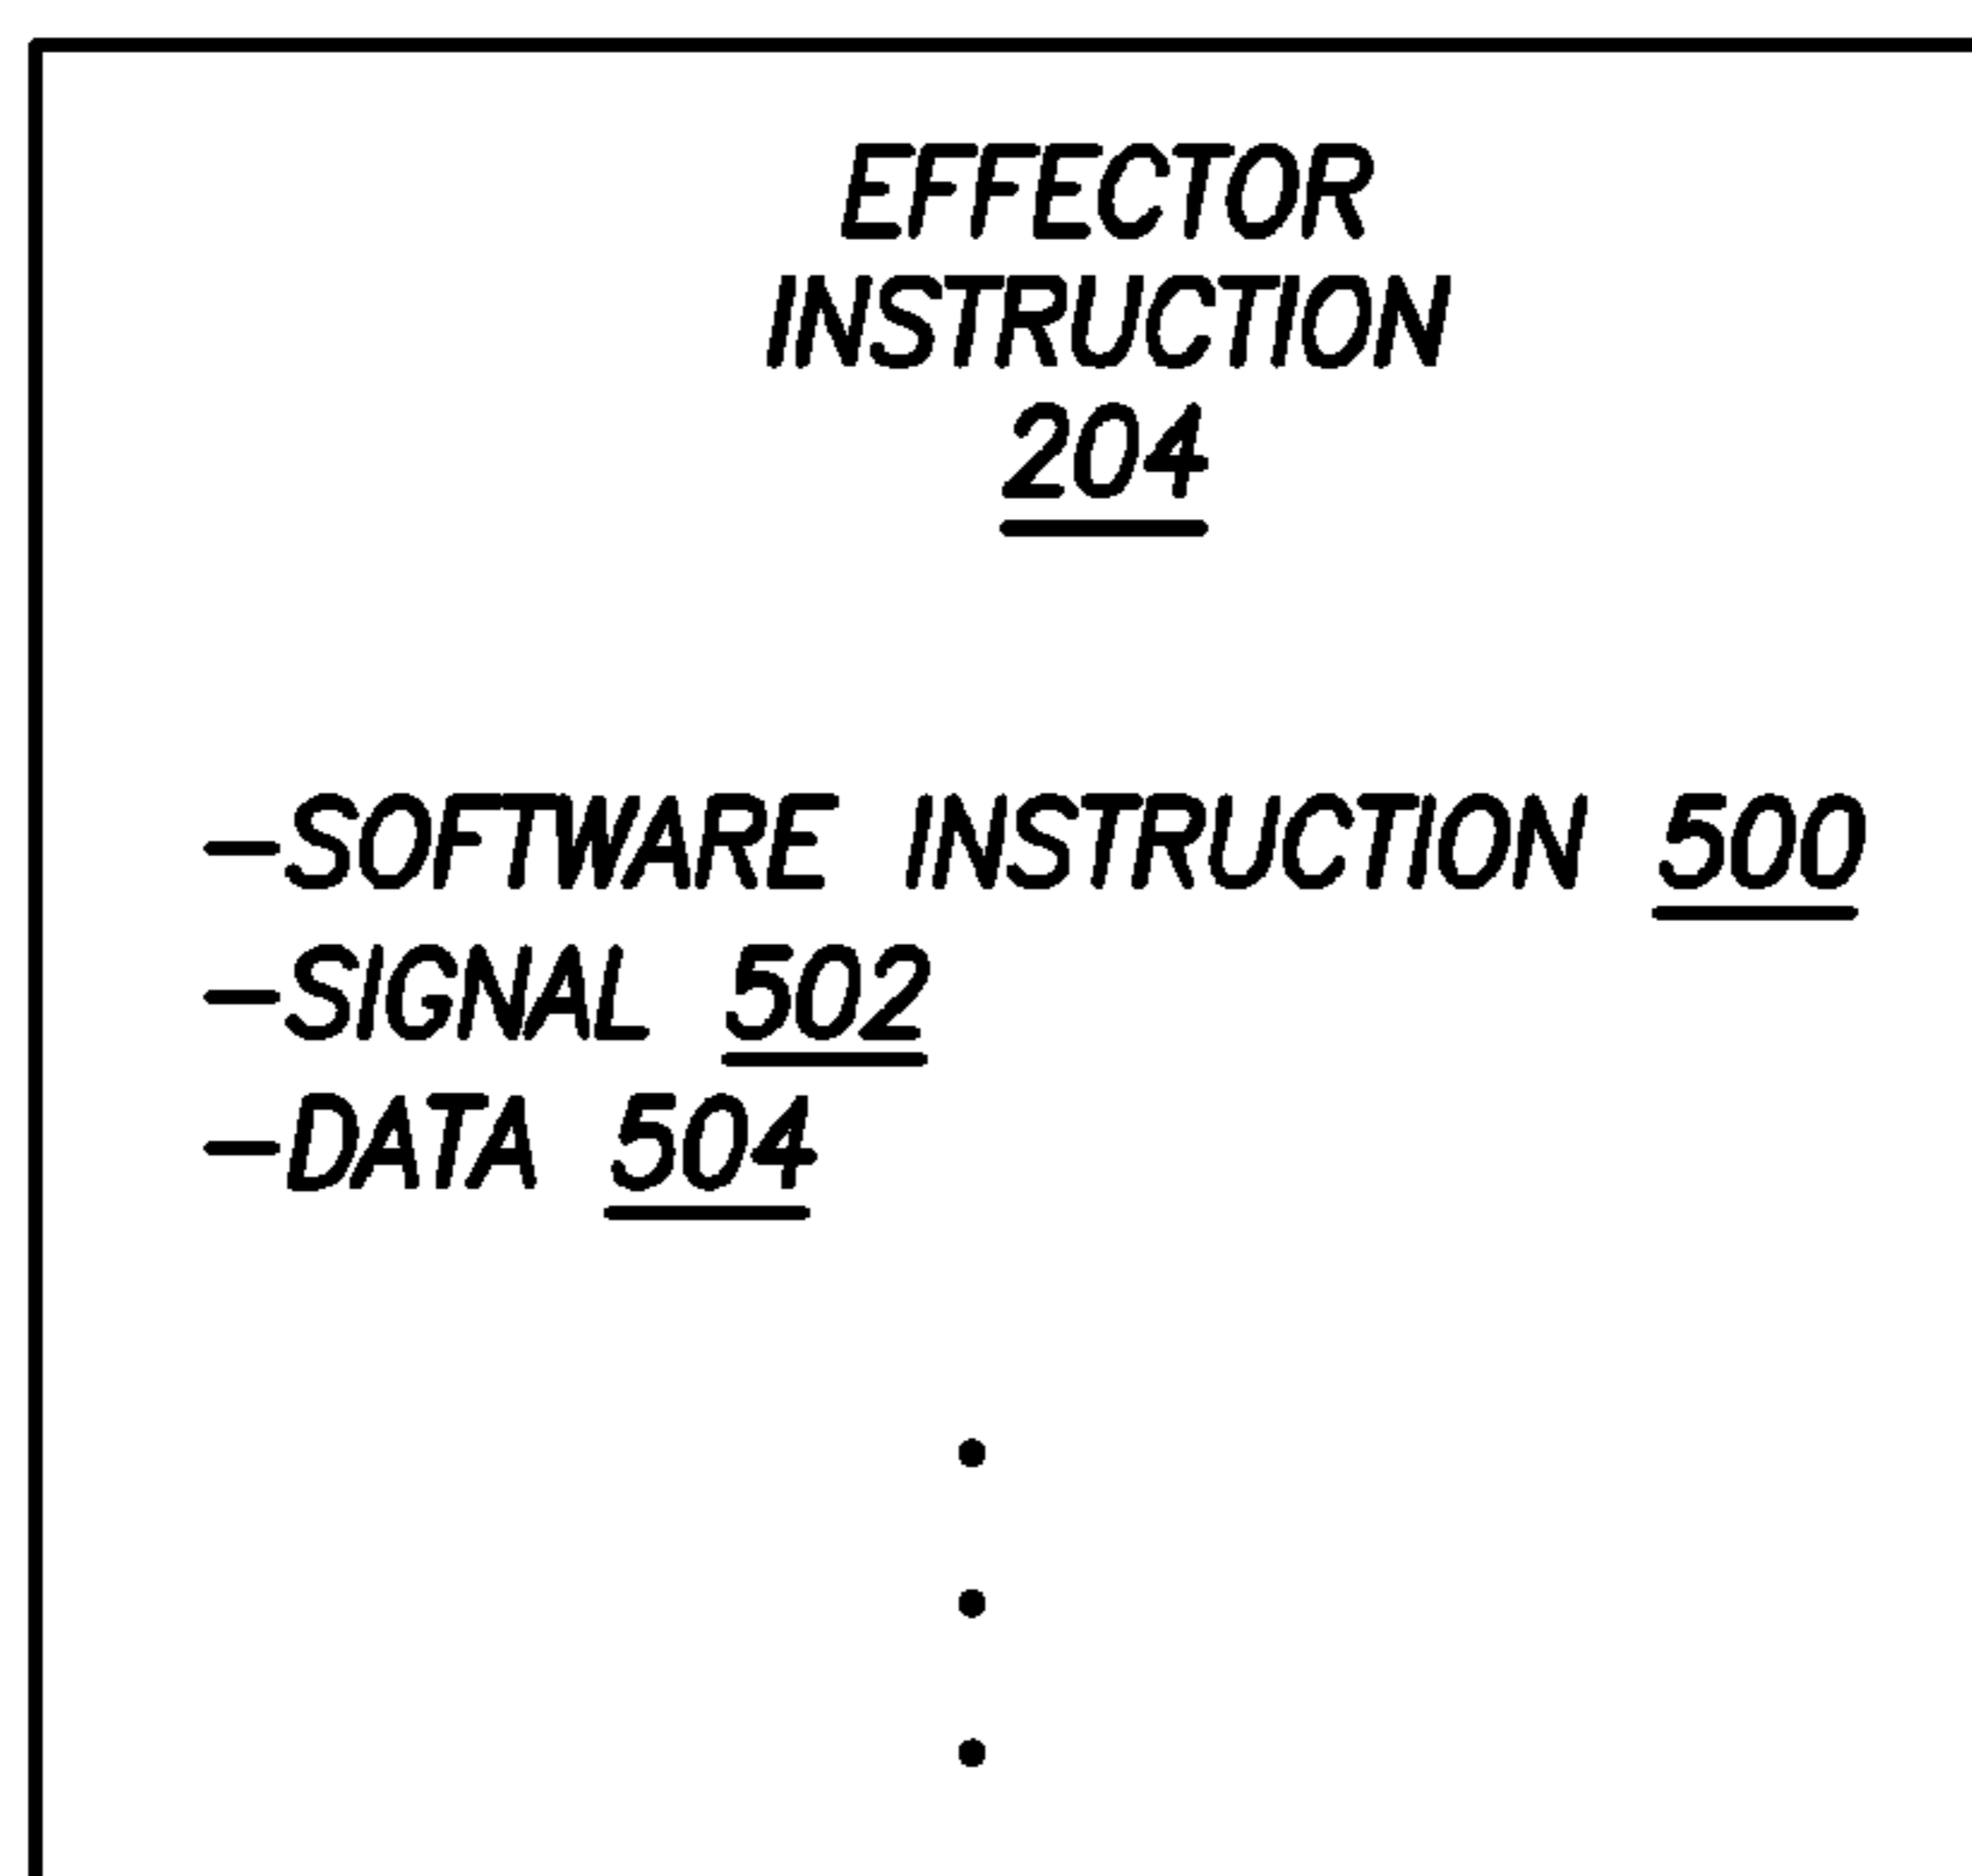 EFFECTOR
INSTRUCTION
204
-SOFTWARE INSTRUCTION 500
-SIGNAL 502
-DATA 504